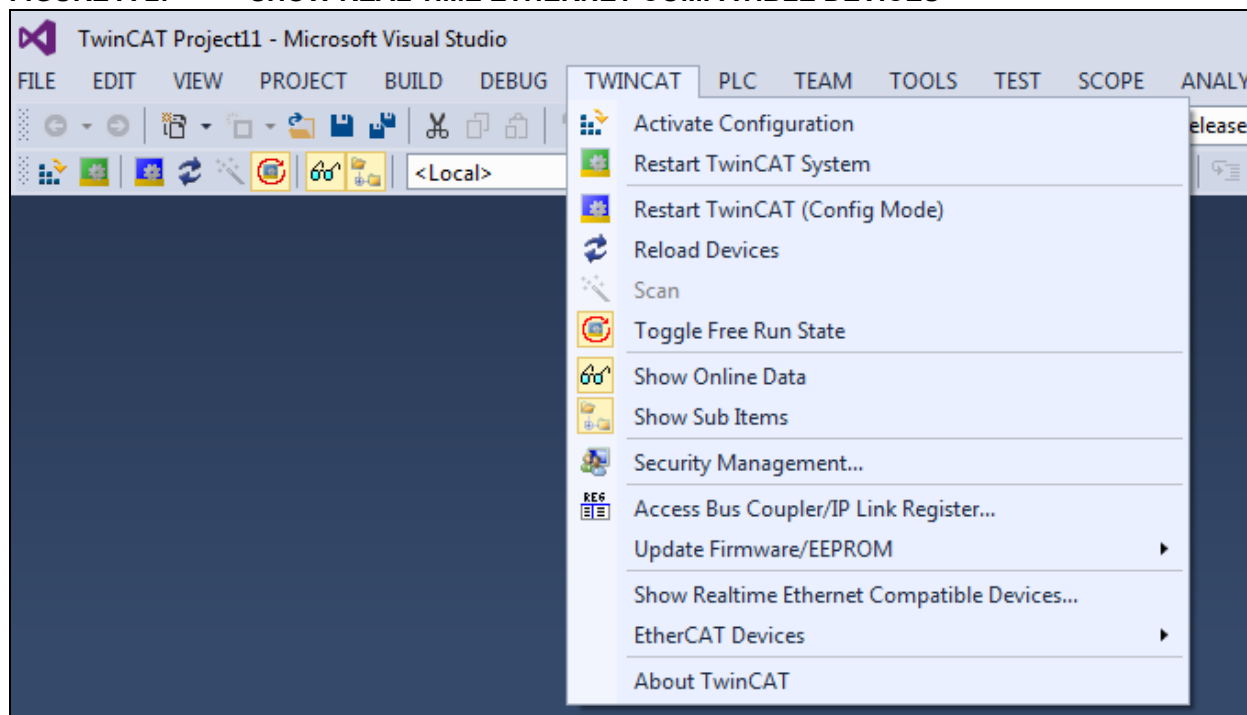 TwinCAT Project11 - Microsoft Visual Studio
FILE EDIT VIEW PROJECT BUILD DEBUG TWINCAT PLC TEAM TOOLS TEST SCOPE ANALY
<Local>
elease
Activate Configuration
Restart TwinCAT System
Restart TwinCAT (Config Mode)
Reload Devices
Scan
Toggle Free Run State
Show Online Data
Show Sub Items
Security Management...
REG
Access Bus Coupler/IP Link Register...
Update Firmware/EEPROM
Show Realtime Ethernet Compatible Devices...
EtherCAT Devices
About TwinCAT